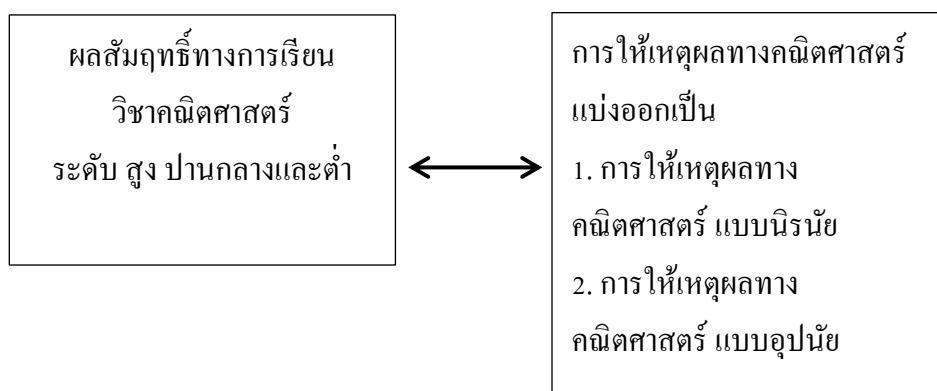 ผลสัมฤทธิ์ทางการเรียน
วิชาคณิตศาสตร์
ระดับ สูง ปานกลางและต่ำ
การให้เหตุผลทางคณิตศาสตร์
แบ่งออกเป็น
1. การให้เหตุผลทาง
คณิตศาสตร์ แบบนิรนัย
2. การให้เหตุผลทาง
คณิตศาสตร์ แบบอุปนัย